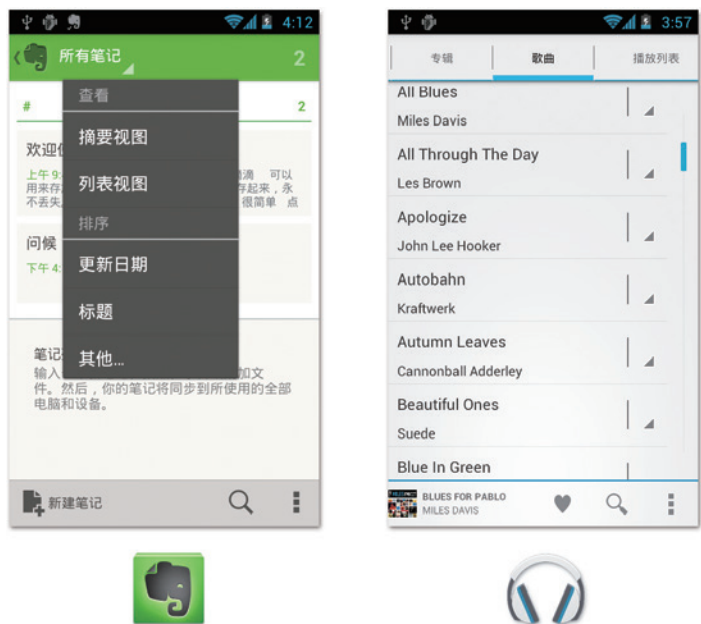 4:12
所有笔记
2
查看
#
2
摘要视图
欢迎使
上午 9:
滴 可以
用来存
存起来，永
不丢失
很简单 点
列表视图
排序
问候
下午 4:
更新日期
标题
笔记
其他...
输入
加文
件。然后，你的笔记将同步到所使用的全部
电脑和设备。
新建笔记
3:57
专辑
歌曲
播放列表
All Blues
Miles Davis
All Through The Day
Les Brown
Apologize
John Lee Hooker
Autobahn
Kraftwerk
Autumn Leaves
Cannonball Adderley
Beautiful Ones
Suede
Blue In Green
BLUES FOR PABLO
MILES DAVIS